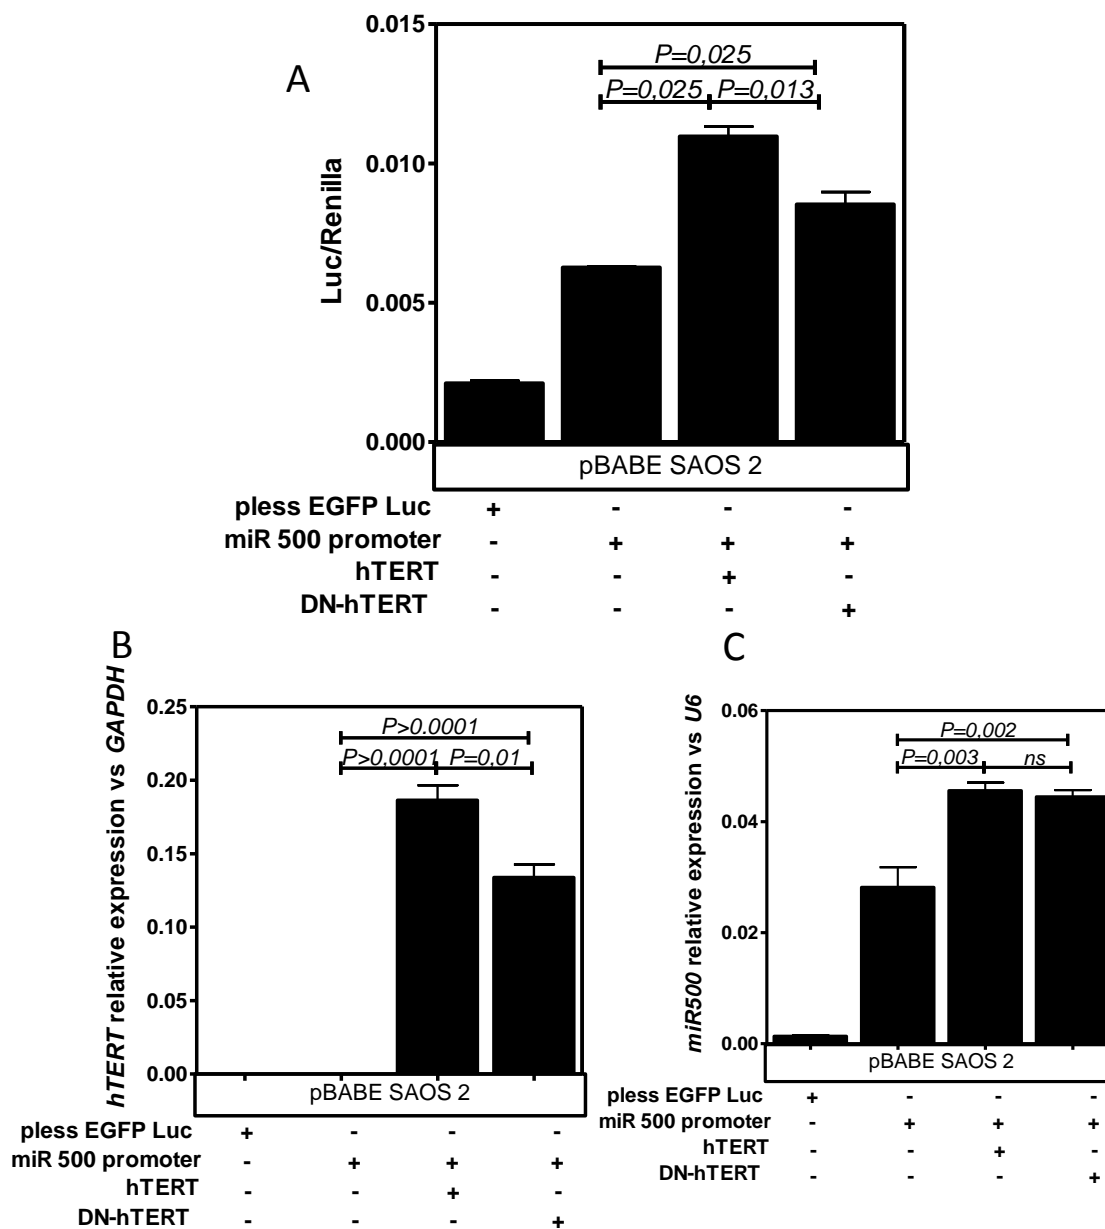 A
Luc/Renilla
0.015
0.010
0.005
0.000
P=0,025
P=0,025 P=0,013
pBABE SAOS 2
pless EGFP Luc + - - -
miR 500 promoter - + + +
hTERT - - + -
DN-hTERT - - - +
B
hTERT relative expression vs GAPDH
0.25
0.20
0.15
0.10
0.05
0.00
P>0.0001
P>0,0001 P=0,01
pBABE SAOS 2
pless EGFP Luc + - - -
miR 500 promoter - + + +
hTERT - - + -
DN-hTERT - - - +
C
miR500 relative expression vs U6
0.06
0.04
0.02
0.00
P=0,002
P=0,003 ns
pBABE SAOS 2
pless EGFP Luc + - - -
miR 500 promoter - + + +
hTERT - - + -
DN-hTERT - - - +